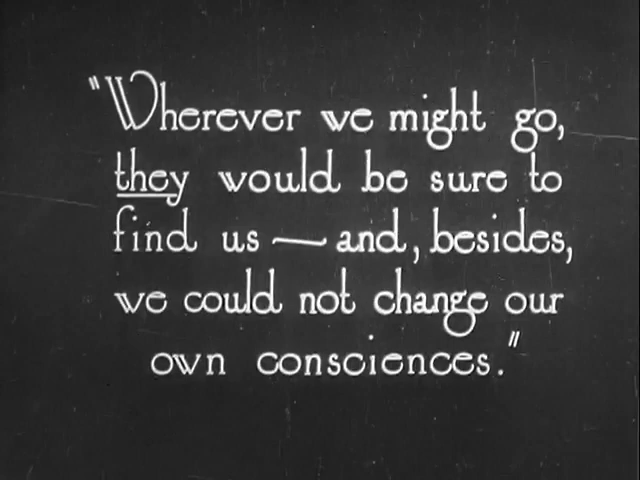 "Wherever we might go,
they would be sure to
find us — and, besides,
we could not change our
own consciences."